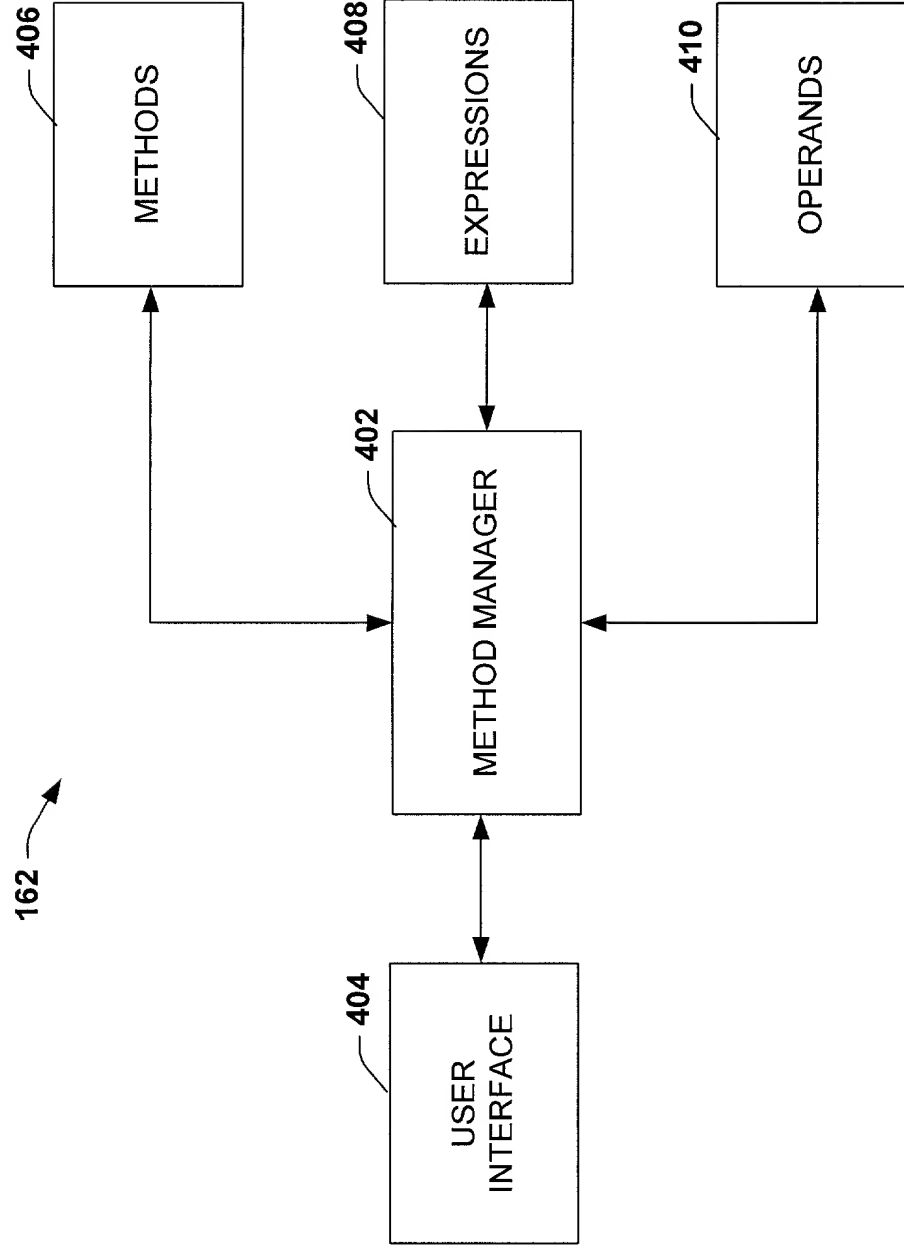 162
404
USER
INTERFACE
402
METHOD MANAGER
406
METHODS
408
EXPRESSIONS
410
OPERANDS